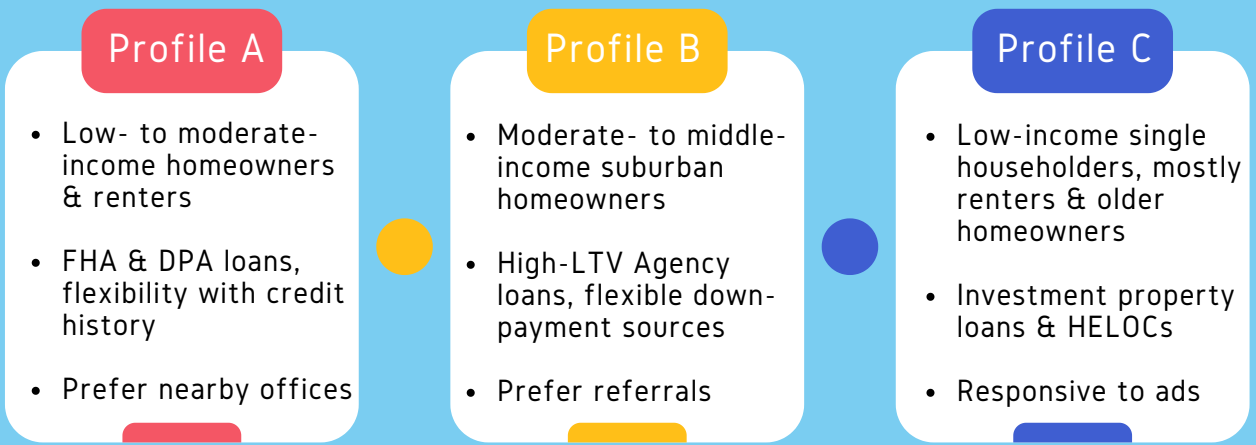 Profile A
• Low- to moderate-
income homeowners
& renters
• FHA & DPA loans,
flexibility with credit
history
• Prefer nearby offices
Profile B
• Moderate- to middle-
income suburban
homeowners
• High-LTV Agency
loans, flexible down-
payment sources
• Prefer referrals
Profile C
• Low-income single
householders, mostly
renters & older
homeowners
• Investment property
loans & HELOCs
• Responsive to ads